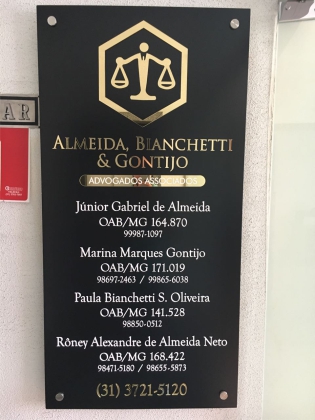 AR
ALMEIDA, BIANCHETTI
& GONTIJO
ADVOGADOS ASSOCIADOS
Júnior Gabriel de Almeida
OAB/MG 164.870
99987-1097
Marina Marques Gontijo
OAB/MG 171.019
98697-2463 / 99865-6038
Paula Bianchetti S. Oliveira
OAB/MG 141.528
98850-0512
Rôney Alexandre de Almeida Neto
OAB/MG 168.422
98471-5180 / 98655-5873
(31) 3721-5120